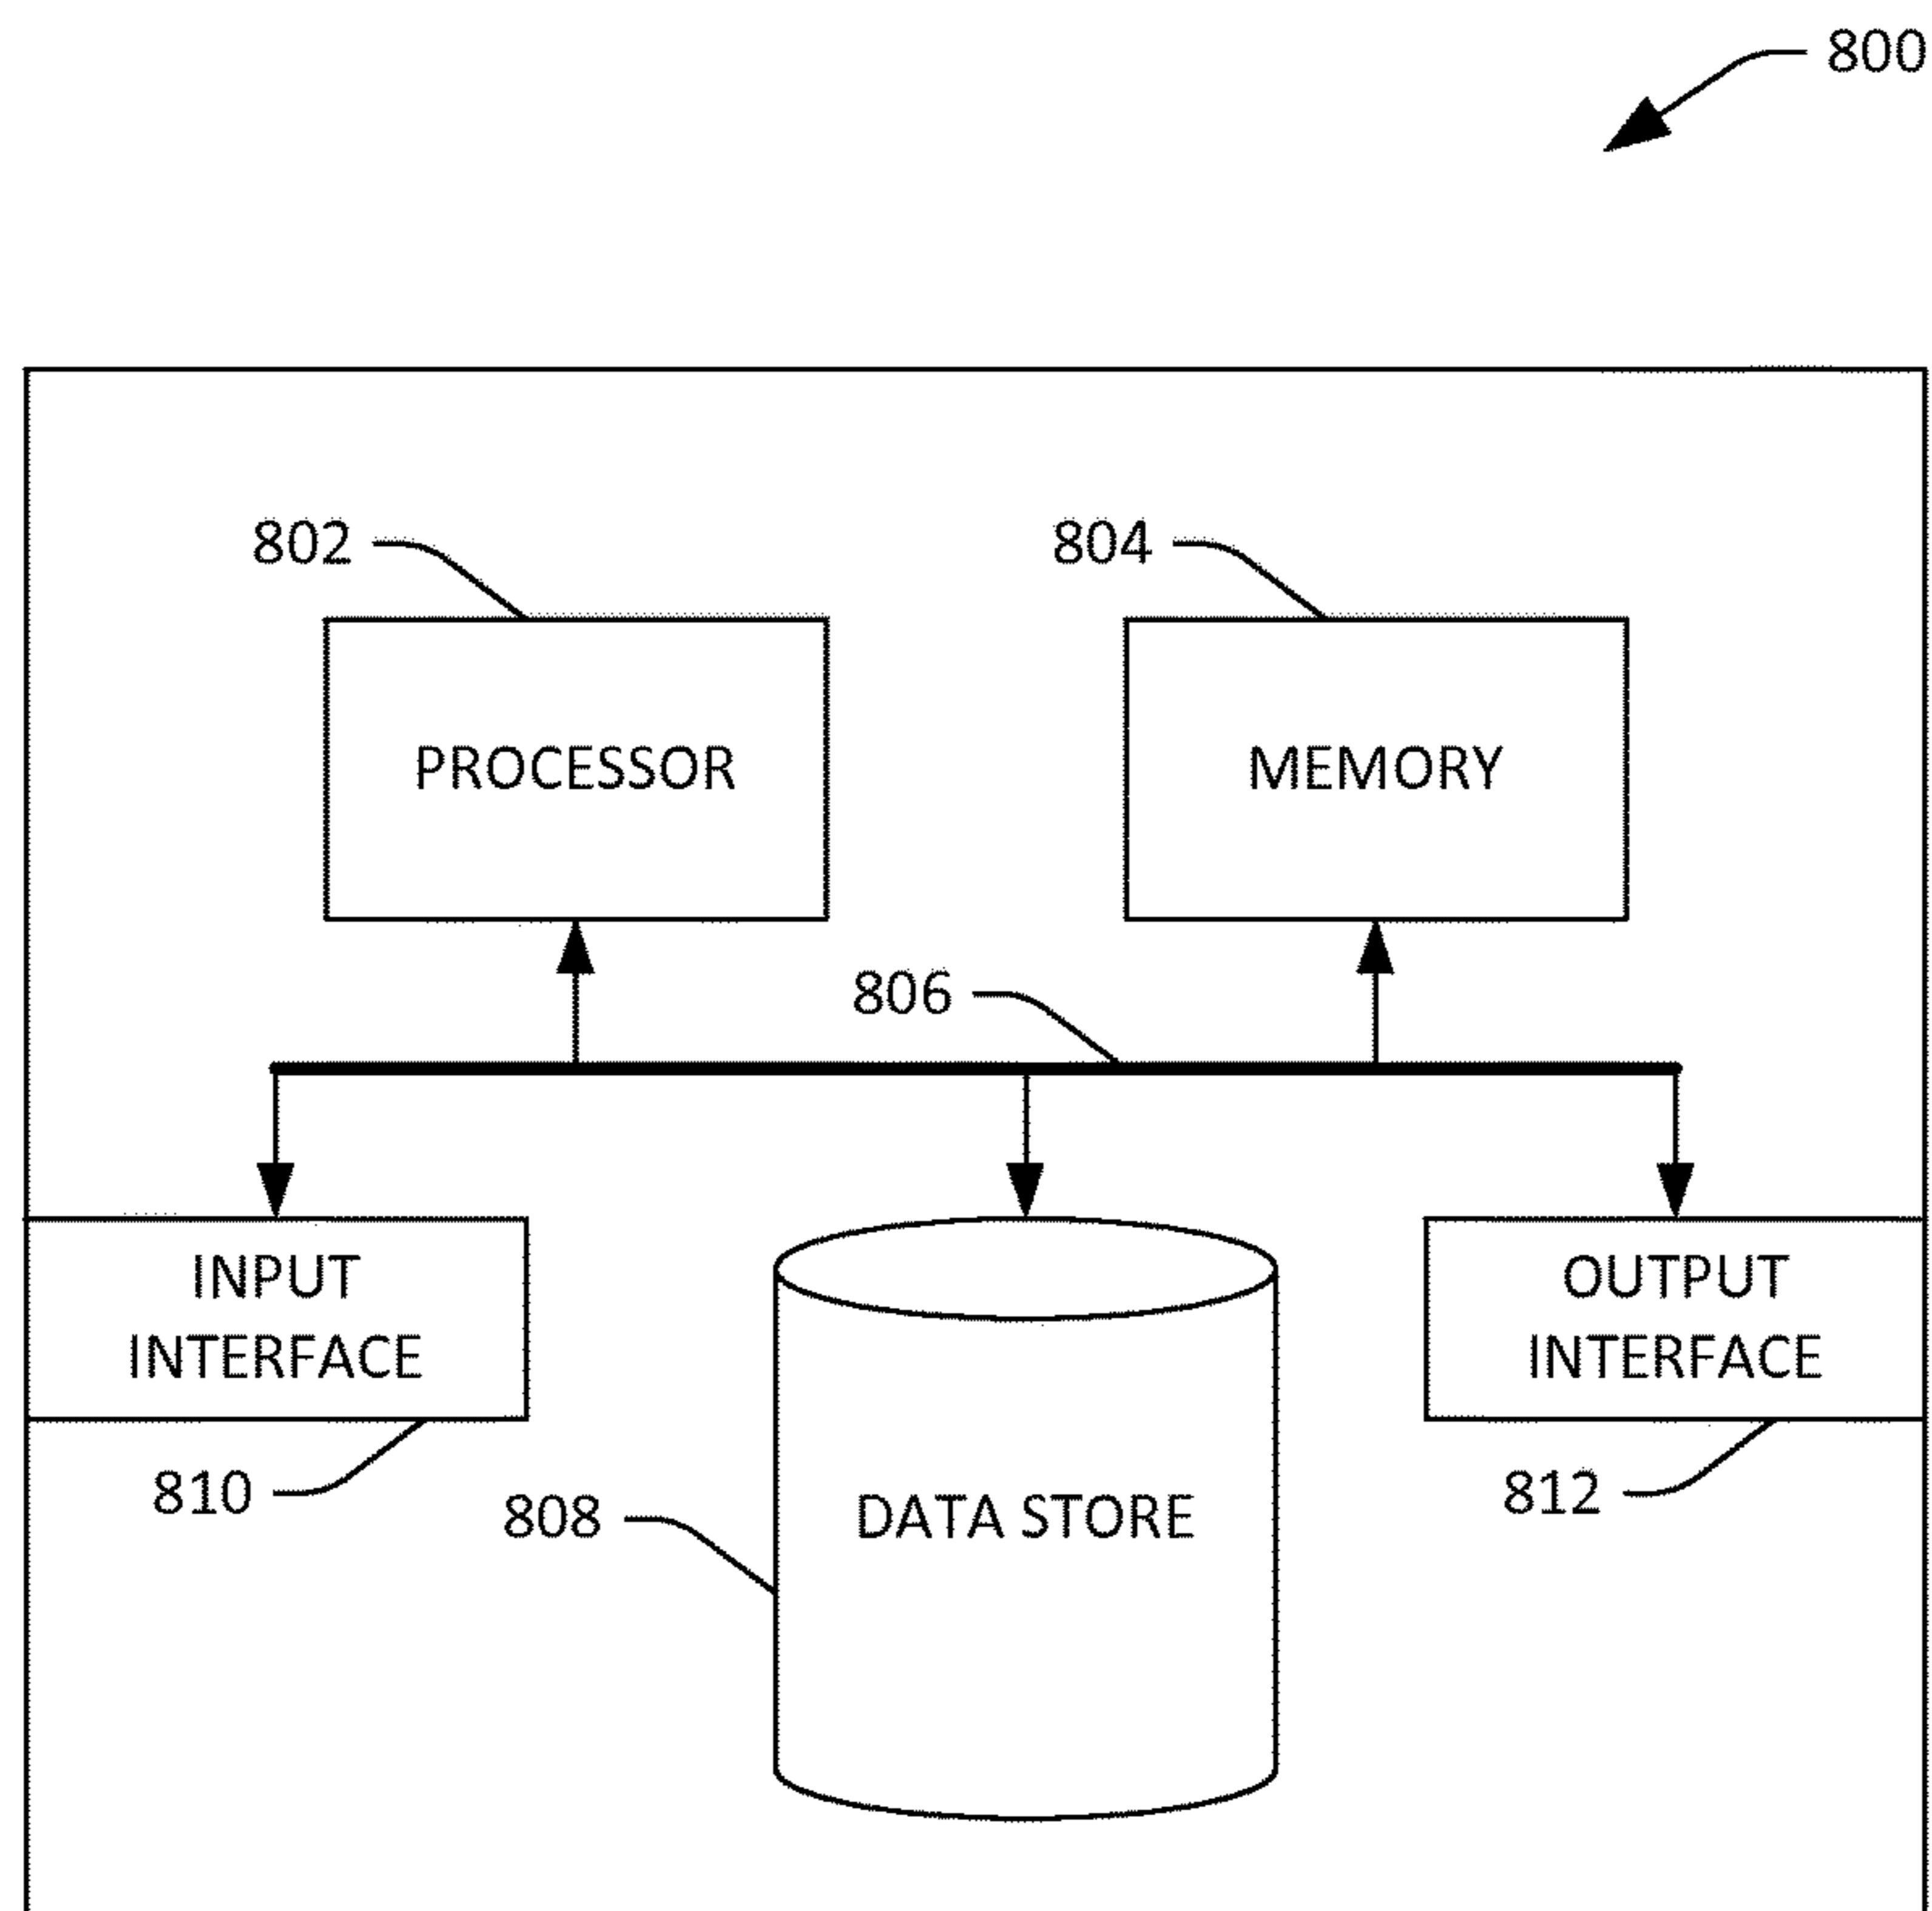 800
802
804
PROCESSOR
MEMORY
806
INPUT
INTERFACE
OUTPUT
INTERFACE
810
808
DATA STORE
812